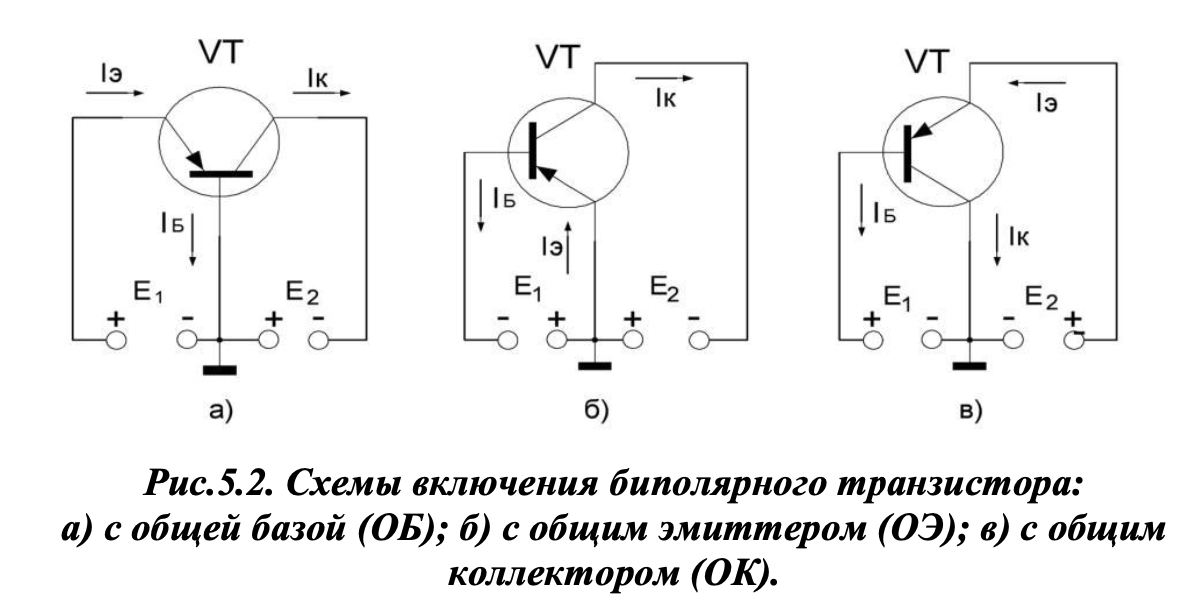 VT VT VT
Iэ Iк Iк Iэ
IБ IБ Iэ IБ Iк
E1 E2 E1 E2 E1 E2
+ - + - - + + - + - - +
а) б) в)
Рис.5.2. Схемы включения биполярного транзистора:
а) с общей базой (ОБ); б) с общим эмиттером (ОЭ); в) с общим
коллектором (ОК).